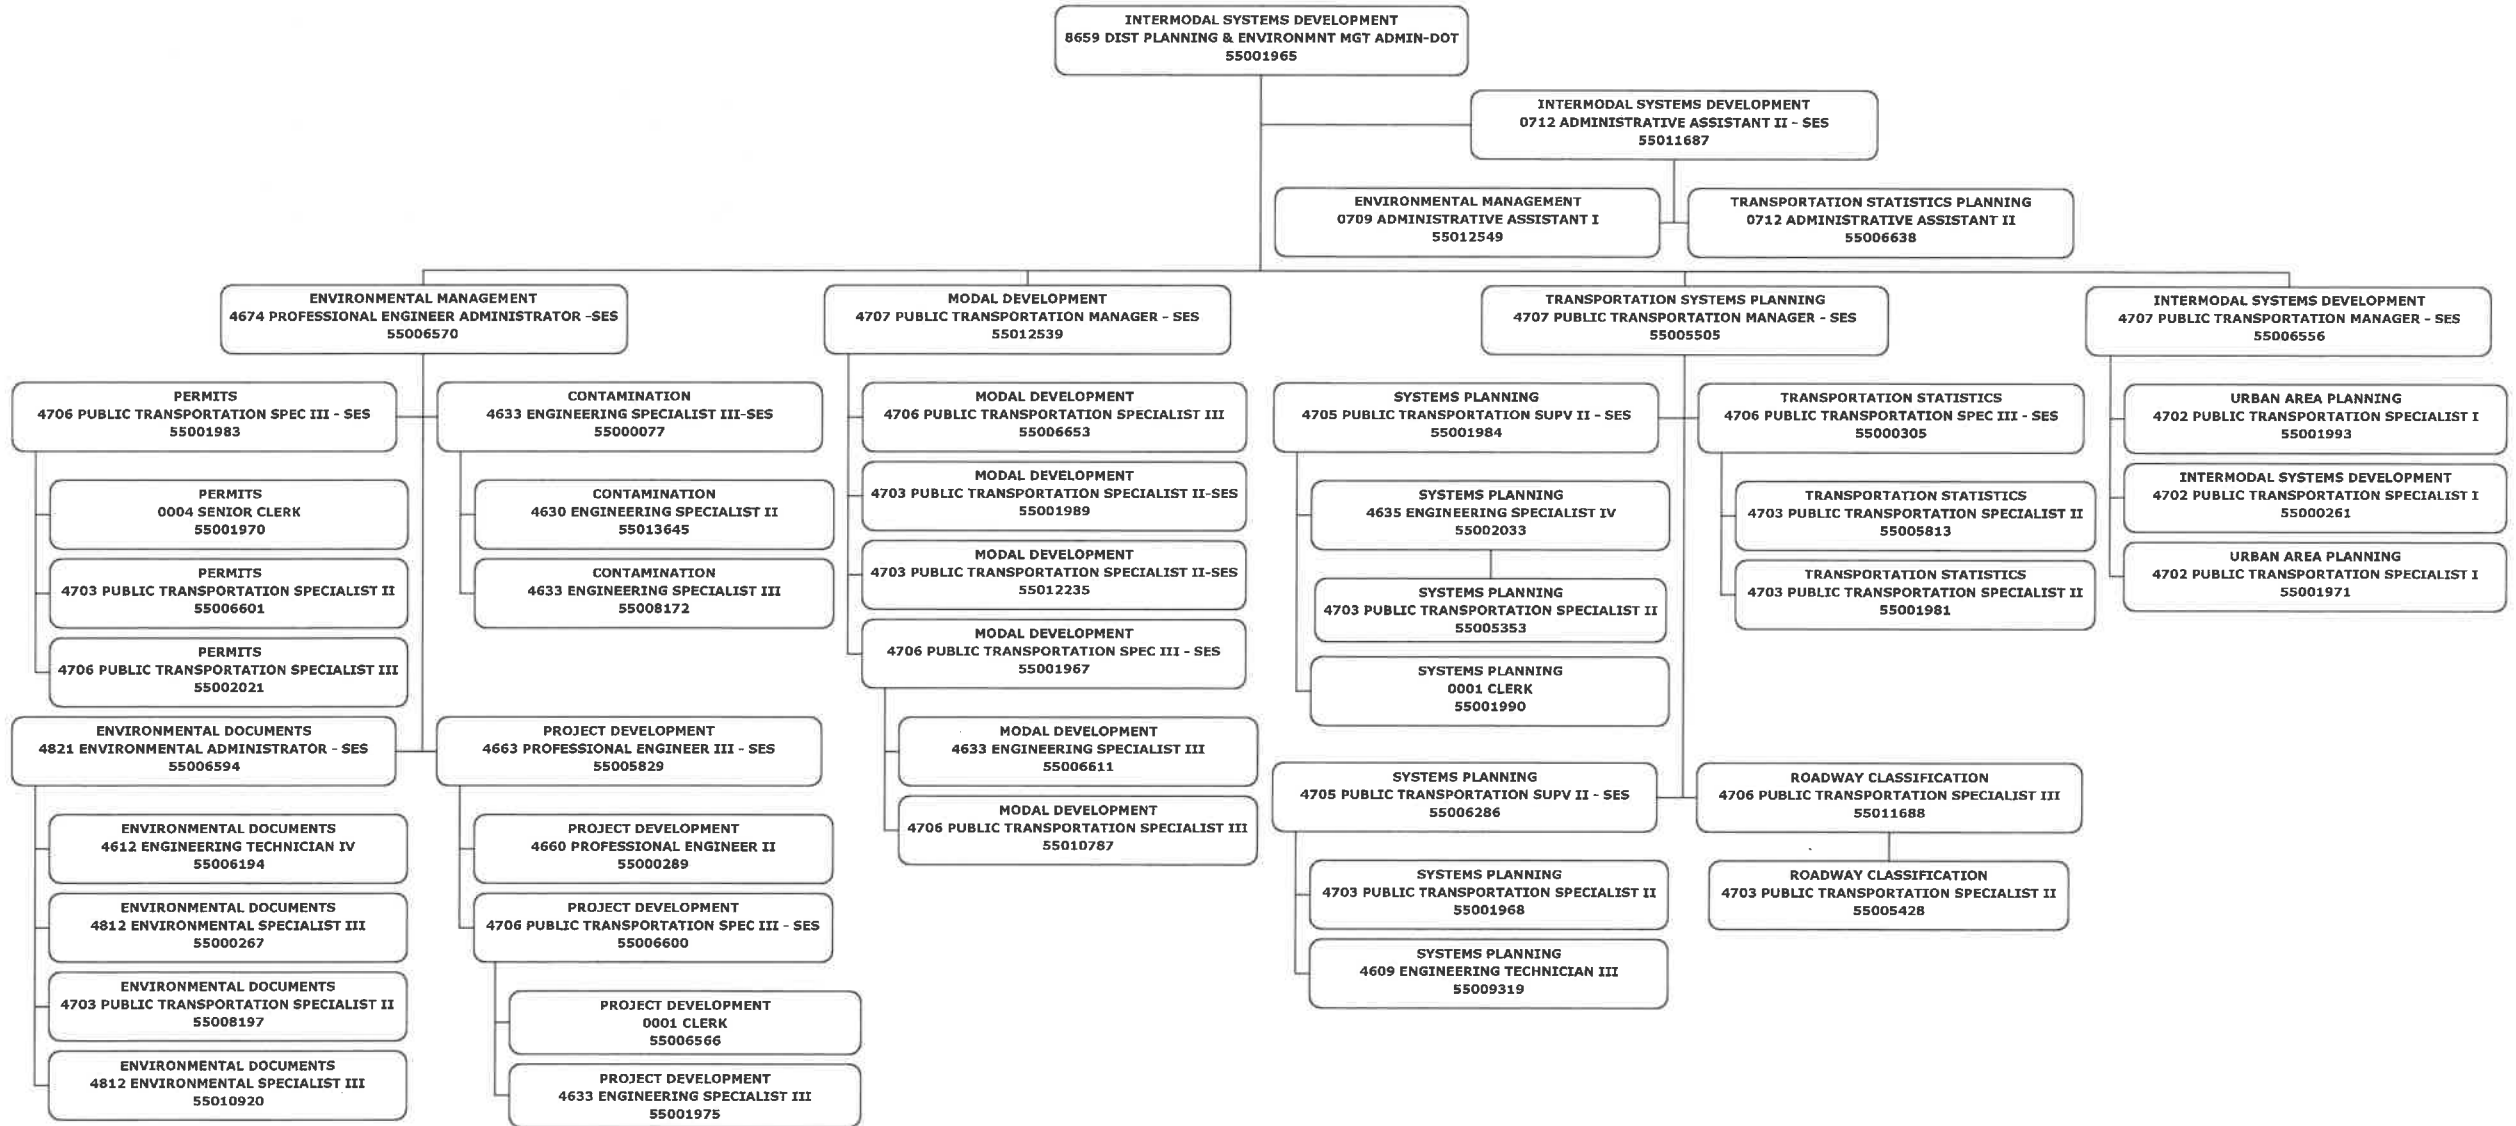 INTERMODAL SYSTEMS DEVELOPMENT
8659 DIST PLANNING & ENVIRONMNT MGT ADMIN-DOT
55001965
INTERMODAL SYSTEMS DEVELOPMENT
0712 ADMINISTRATIVE ASSISTANT II - SES
55011687
ENVIRONMENTAL MANAGEMENT
0709 ADMINISTRATIVE ASSISTANT I
55012549
TRANSPORTATION STATISTICS PLANNING
0712 ADMINISTRATIVE ASSISTANT II
55006638
ENVIRONMENTAL MANAGEMENT
4674 PROFESSIONAL ENGINEER ADMINISTRATOR -SES
55006570
MODAL DEVELOPMENT
4707 PUBLIC TRANSPORTATION MANAGER - SES
55012539
TRANSPORTATION SYSTEMS PLANNING
4707 PUBLIC TRANSPORTATION MANAGER - SES
55005505
INTERMODAL SYSTEMS DEVELOPMENT
4707 PUBLIC TRANSPORTATION MANAGER - SES
55006556
PERMITS
4706 PUBLIC TRANSPORTATION SPEC III - SES
55001983
PERMITS
0004 SENIOR CLERK
55001970
PERMITS
4703 PUBLIC TRANSPORTATION SPECIALIST II
55006601
PERMITS
4706 PUBLIC TRANSPORTATION SPECIALIST III
55002021
CONTAMINATION
4633 ENGINEERING SPECIALIST III-SES
55000077
CONTAMINATION
4630 ENGINEERING SPECIALIST II
55013645
CONTAMINATION
4633 ENGINEERING SPECIALIST III
55008172
ENVIRONMENTAL DOCUMENTS
4821 ENVIRONMENTAL ADMINISTRATOR - SES
55006594
ENVIRONMENTAL DOCUMENTS
4612 ENGINEERING TECHNICIAN IV
55006194
ENVIRONMENTAL DOCUMENTS
4812 ENVIRONMENTAL SPECIALIST III
55000267
ENVIRONMENTAL DOCUMENTS
4703 PUBLIC TRANSPORTATION SPECIALIST II
55008197
ENVIRONMENTAL DOCUMENTS
4812 ENVIRONMENTAL SPECIALIST III
55010920
PROJECT DEVELOPMENT
4663 PROFESSIONAL ENGINEER III - SES
55005829
PROJECT DEVELOPMENT
4660 PROFESSIONAL ENGINEER II
55000289
PROJECT DEVELOPMENT
4706 PUBLIC TRANSPORTATION SPEC III - SES
55006600
PROJECT DEVELOPMENT
0001 CLERK
55006566
PROJECT DEVELOPMENT
4633 ENGINEERING SPECIALIST III
55001975
MODAL DEVELOPMENT
4706 PUBLIC TRANSPORTATION SPECIALIST III
55006653
MODAL DEVELOPMENT
4703 PUBLIC TRANSPORTATION SPECIALIST II-SES
55001989
MODAL DEVELOPMENT
4703 PUBLIC TRANSPORTATION SPECIALIST II-SES
55012235
MODAL DEVELOPMENT
4706 PUBLIC TRANSPORTATION SPEC III - SES
55001967
MODAL DEVELOPMENT
4633 ENGINEERING SPECIALIST III
55006611
MODAL DEVELOPMENT
4706 PUBLIC TRANSPORTATION SPECIALIST III
55010787
SYSTEMS PLANNING
4705 PUBLIC TRANSPORTATION SUPV II - SES
55001984
SYSTEMS PLANNING
4635 ENGINEERING SPECIALIST IV
55002033
SYSTEMS PLANNING
4703 PUBLIC TRANSPORTATION SPECIALIST II
55005353
SYSTEMS PLANNING
0001 CLERK
55001990
TRANSPORTATION STATISTICS
4706 PUBLIC TRANSPORTATION SPEC III - SES
55000305
TRANSPORTATION STATISTICS
4703 PUBLIC TRANSPORTATION SPECIALIST II
55005813
TRANSPORTATION STATISTICS
4703 PUBLIC TRANSPORTATION SPECIALIST II
55001981
SYSTEMS PLANNING
4705 PUBLIC TRANSPORTATION SUPV II - SES
55006286
SYSTEMS PLANNING
4703 PUBLIC TRANSPORTATION SPECIALIST II
55001968
SYSTEMS PLANNING
4609 ENGINEERING TECHNICIAN III
55009319
ROADWAY CLASSIFICATION
4706 PUBLIC TRANSPORTATION SPECIALIST III
55011688
ROADWAY CLASSIFICATION
4703 PUBLIC TRANSPORTATION SPECIALIST II
55005428
URBAN AREA PLANNING
4702 PUBLIC TRANSPORTATION SPECIALIST I
55001993
INTERMODAL SYSTEMS DEVELOPMENT
4702 PUBLIC TRANSPORTATION SPECIALIST I
55000261
URBAN AREA PLANNING
4702 PUBLIC TRANSPORTATION SPECIALIST I
55001971